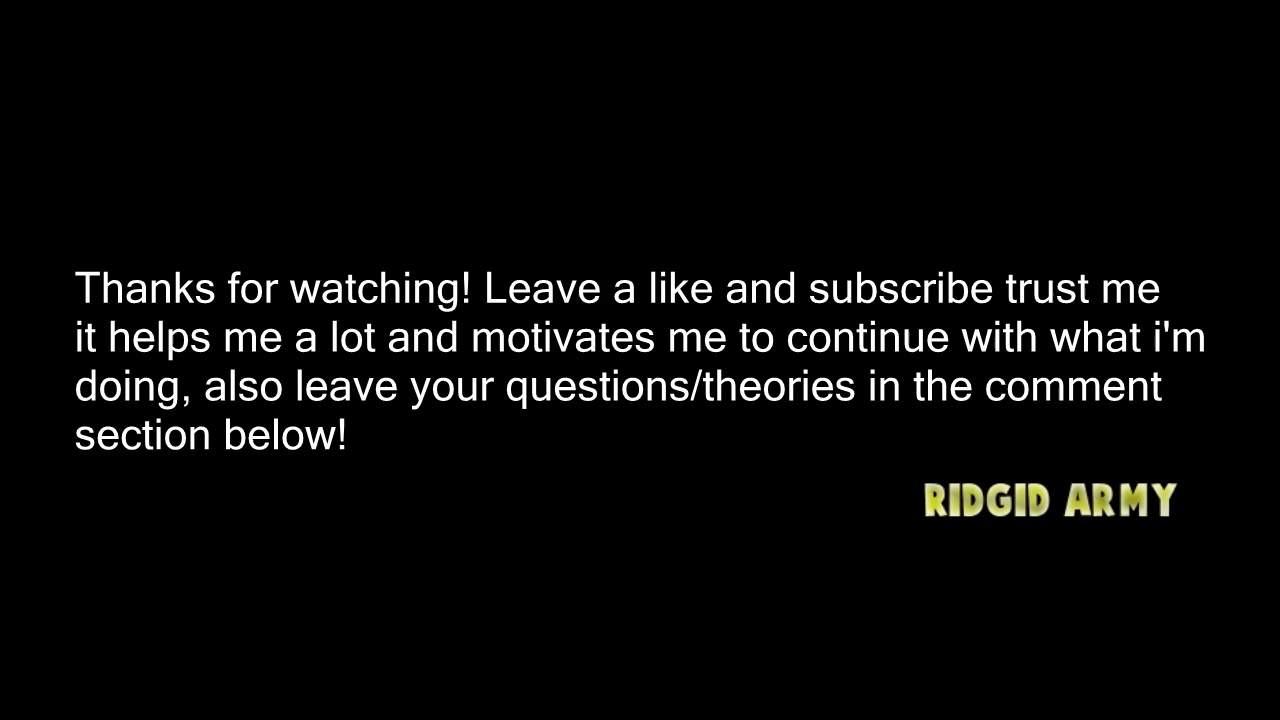 Thanks for watching! Leave a like and subscribe trust me
it helps me a lot and motivates me to continue with what i'm
doing, also leave your questions/theories in the comment
section below!
RIDGID ARMY